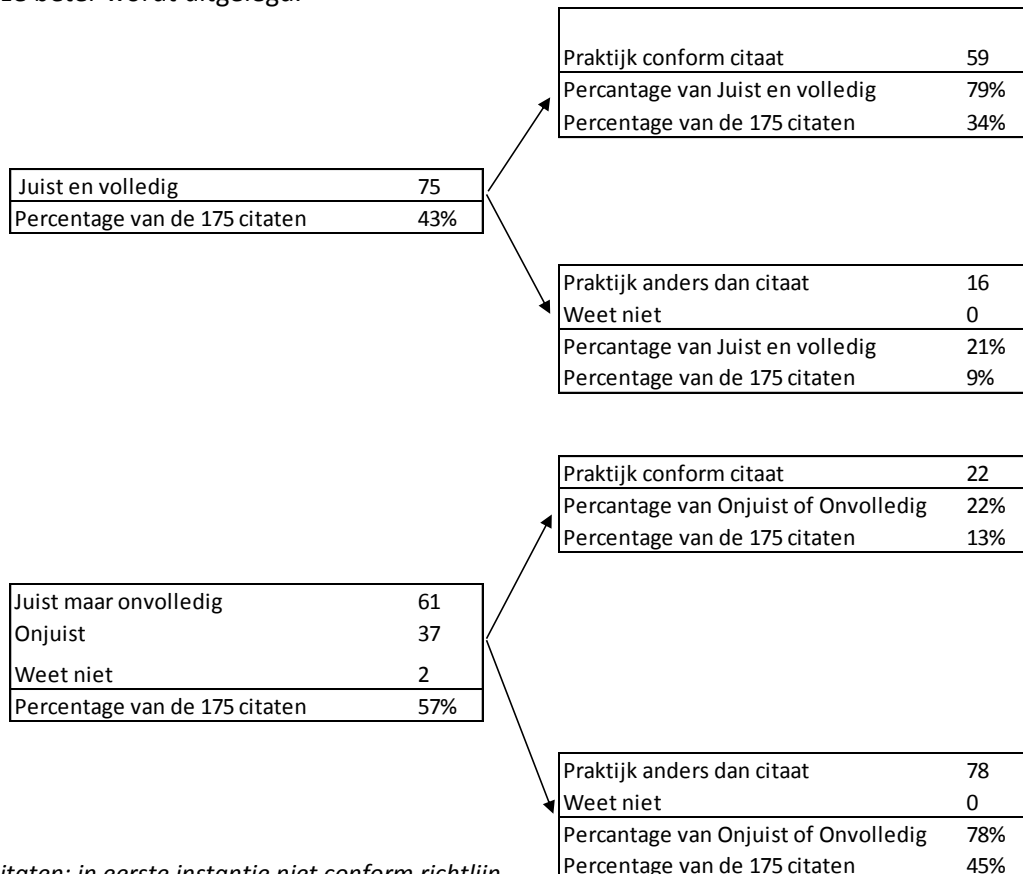 Praktijk conform citaat 59
Percantage van Juist en volledig 79%
Percentage van de 175 citaten 34%
Juist en volledig 75
Percentage van de 175 citaten 43%
Praktijk anders dan citaat 16
Weet niet 0
Percantage van Juist en volledig 21%
Percentage van de 175 citaten 9%
Praktijk conform citaat 22
Percantage van Onjuist of Onvolledig 22%
Percentage van de 175 citaten 13%
Juist maar onvolledig 61
Onjuist 37
Weet niet 2
Percentage van de 175 citaten 57%
Praktijk anders dan citaat 78
Weet niet 0
Percantage van Onjuist of Onvolledig 78%
Percentage van de 175 citaten 45%
itaten: in eerste instantie niet conform richtlijn